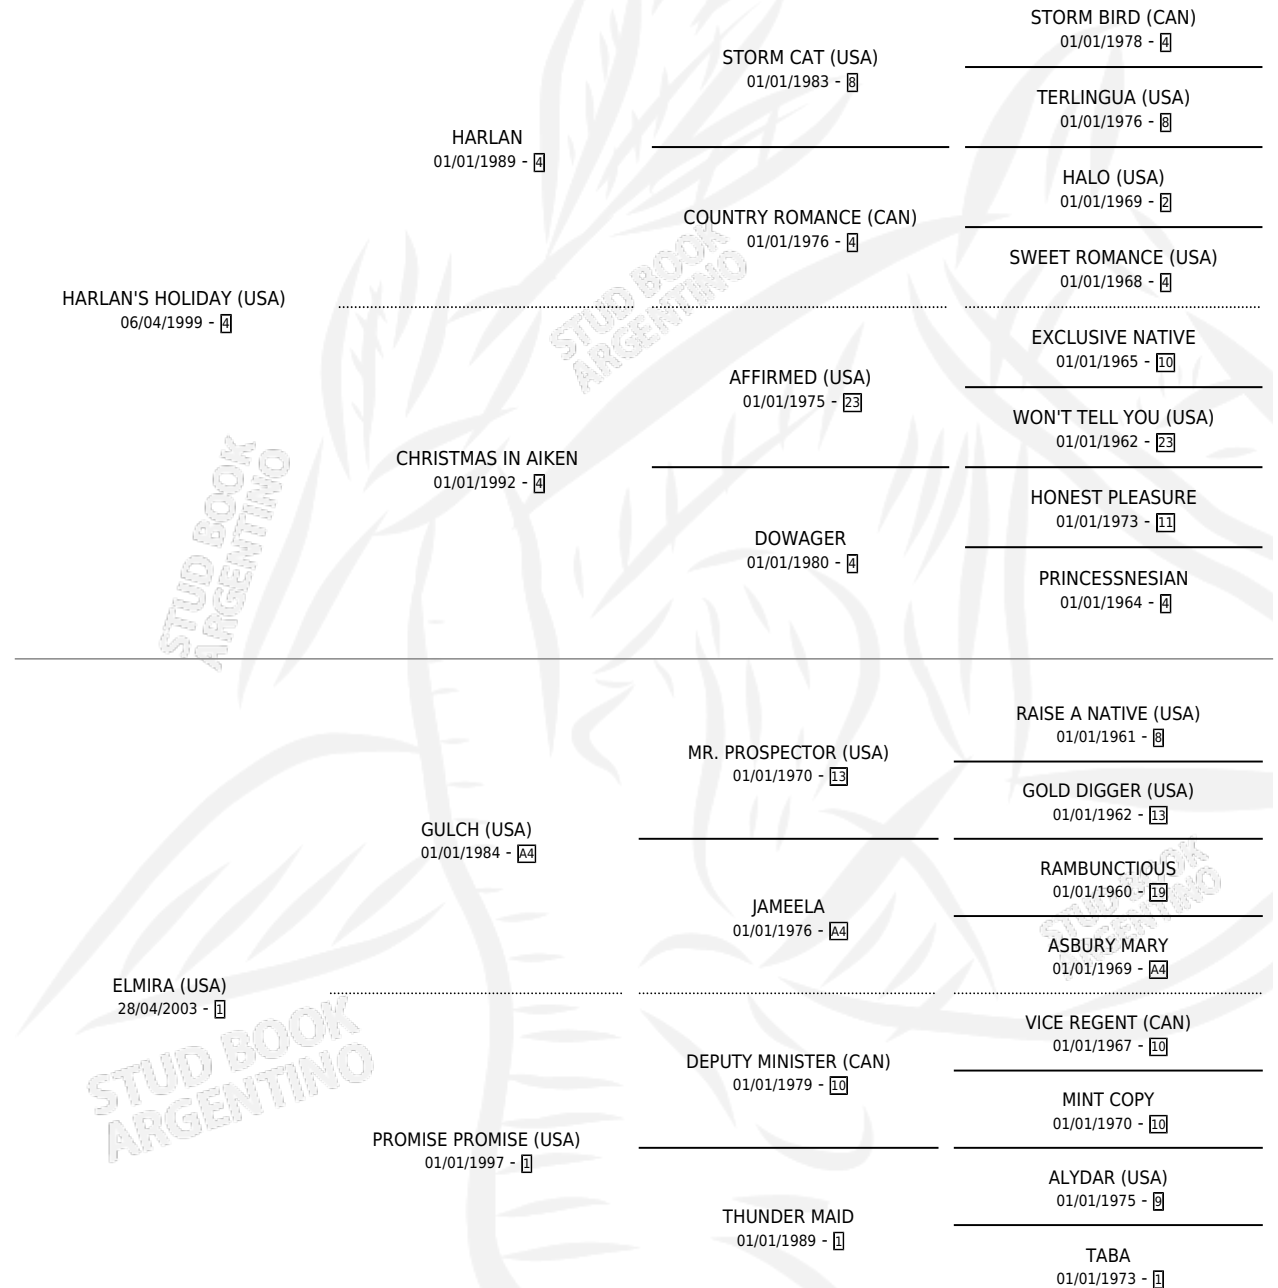 STORM BIRD (CAN)
01/01/1978 - 4
STORM CAT (USA)
01/01/1983 - 8
TERLINGUA (USA)
01/01/1976 - 8
HARLAN
01/01/1989 - 4
HALO (USA)
01/01/1969 - 2
COUNTRY ROMANCE (CAN)
01/01/1976 - 4
SWEET ROMANCE (USA)
01/01/1968 - 4
HARLAN'S HOLIDAY (USA)
06/04/1999 - 4
EXCLUSIVE NATIVE
01/01/1965 - 10
AFFIRMED (USA)
01/01/1975 - 23
WON'T TELL YOU (USA)
01/01/1962 - 23
CHRISTMAS IN AIKEN
01/01/1992 - 4
HONEST PLEASURE
01/01/1973 - 11
DOWAGER
01/01/1980 - 4
PRINCESSNESIAN
01/01/1964 - 4
RAISE A NATIVE (USA)
01/01/1961 - 8
MR. PROSPECTOR (USA)
01/01/1970 - 13
GOLD DIGGER (USA)
01/01/1962 - 13
GULCH (USA)
01/01/1984 - A4
RAMBUNCTIOUS
01/01/1960 - 19
JAMEELA
01/01/1976 - A4
ASBURY MARY
01/01/1969 - A4
ELMIRA (USA)
28/04/2003 - 1
VICE REGENT (CAN)
01/01/1967 - 10
DEPUTY MINISTER (CAN)
01/01/1979 - 10
MINT COPY
01/01/1970 - 10
PROMISE PROMISE (USA)
01/01/1997 - 1
ALYDAR (USA)
01/01/1975 - 9
THUNDER MAID
01/01/1989 - 1
TABA
01/01/1973 - 1
STUD BOOK
ARGENTINO
STUD BOOK
ARGENTINO
STUD BOOK
ARGENTINO
STUD BOOK
ARGENTINO